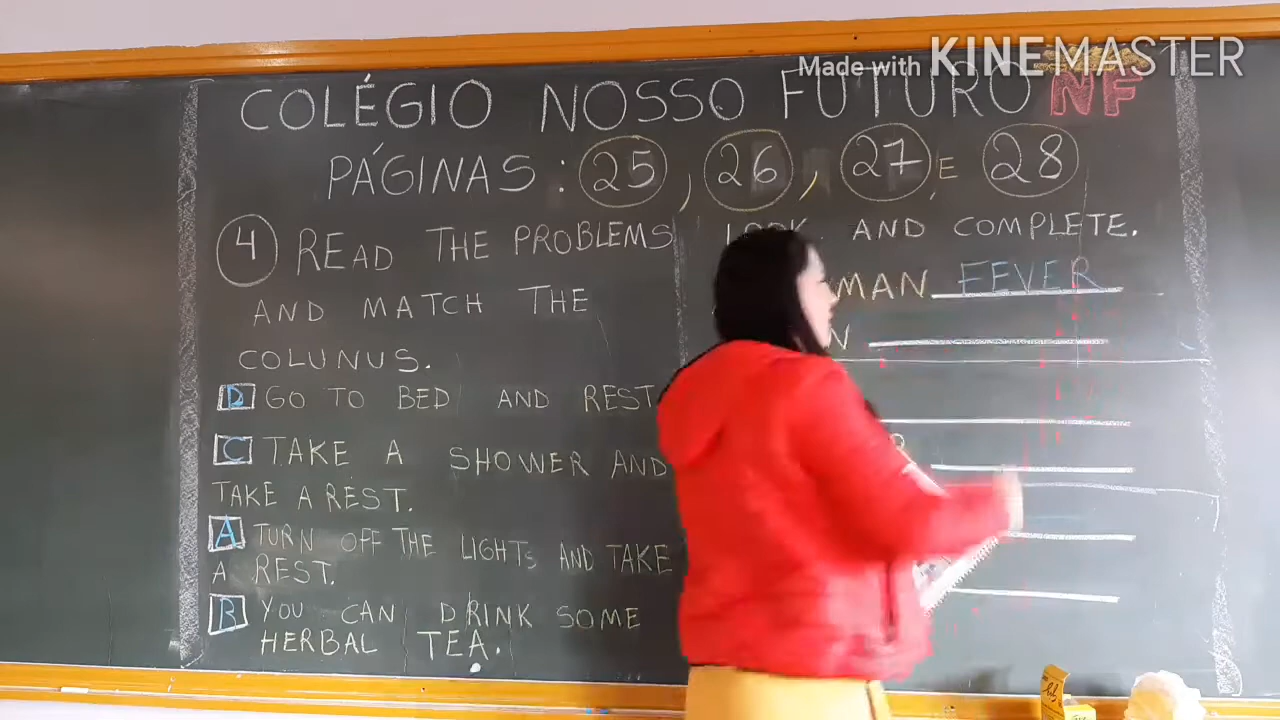 Made with KINEMASTER
COLÉGIO NOSSO FUTURO NF
PÁGINAS: 25, 26, 27, E 28
4 READ THE PROBLEMS
AND MATCH THE
COLUNUS.
D GO TO BED AND REST
C TAKE A SHOWER AND
TAKE A REST.
A TURN OFF THE LIGHTS AND TAKE
A REST.
B YOU CAN DRINK SOME
HERBAL TEA.
LOOK AND COMPLETE.
MAN FEVER